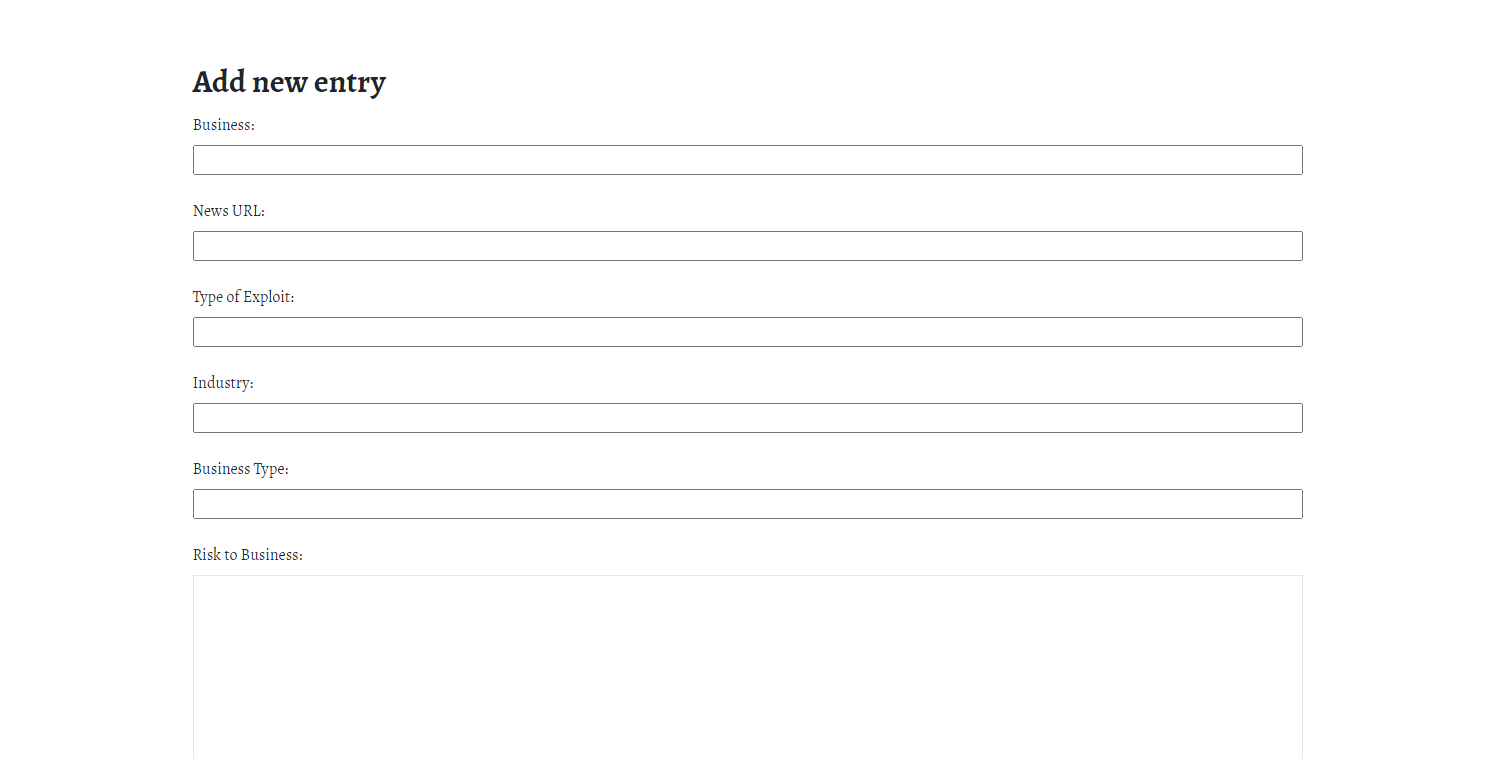 Add new entry
Business:
News URL:
Type of Exploit:
Industry:
Business Type:
Risk to Business: